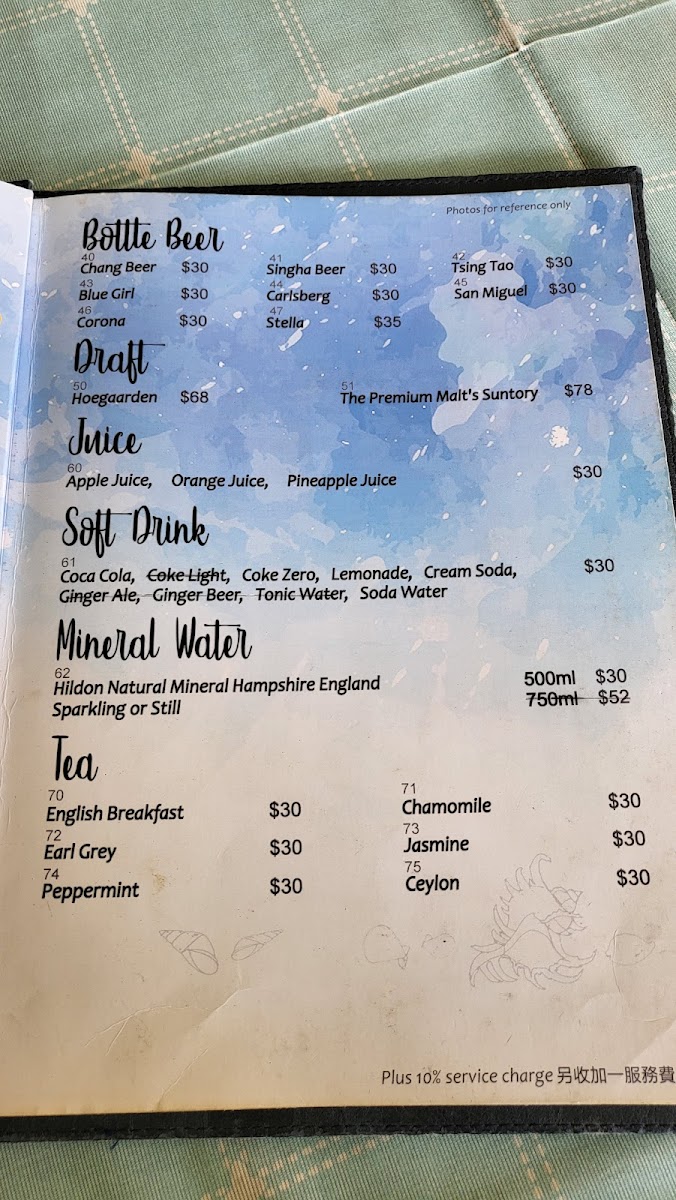 Photos for reference only
Bottle Beer
40 41 42
Chang Beer $30 Singha Beer $30 Tsing Tao $30
43 44 45
Blue Girl $30 Carlsberg $30 San Miguel $30
46 47
Corona $30 Stella $35
Draft
50 51
Hoegaarden $68 The Premium Malt's Suntory $78
Juice
60
Apple Juice, Orange Juice, Pineapple Juice $30
Soft Drink
61
Coca Cola, Coke Light, Coke Zero, Lemonade, Cream Soda, $30
Ginger Ale, Ginger Beer, Tonic Water, Soda Water
Mineral Water
62
Hildon Natural Mineral Hampshire England 500ml $30
Sparkling or Still 750ml $52
Tea
70 71
English Breakfast $30 Chamomile $30
72 73
Earl Grey $30 Jasmine $30
74 75
Peppermint $30 Ceylon $30
Plus 10% service charge 另收加一服務費